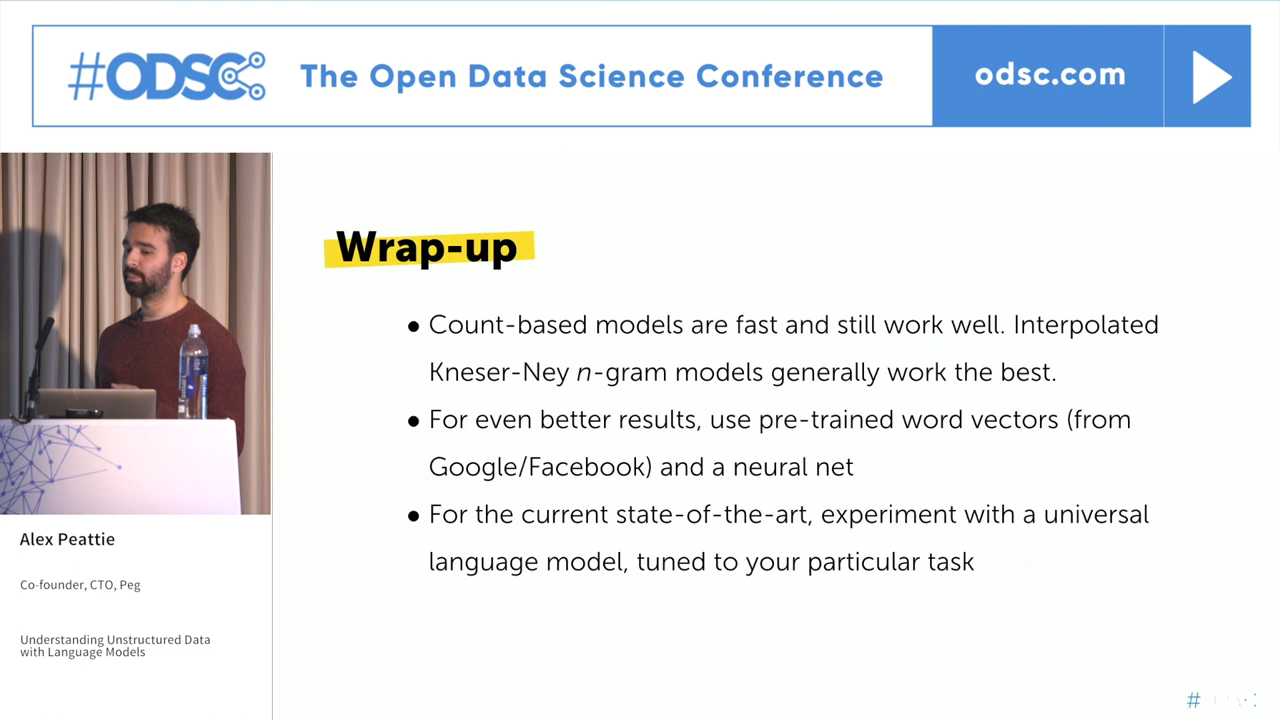 #ODSC
The Open Data Science Conference
odsc.com
Wrap-up
● Count-based models are fast and still work well. Interpolated
Kneser-Ney n-gram models generally work the best.
● For even better results, use pre-trained word vectors (from
Google/Facebook) and a neural net
● For the current state-of-the-art, experiment with a universal
language model, tuned to your particular task
Alex Peattie
Co-founder, CTO, Peg
Understanding Unstructured Data
with Language Models
#